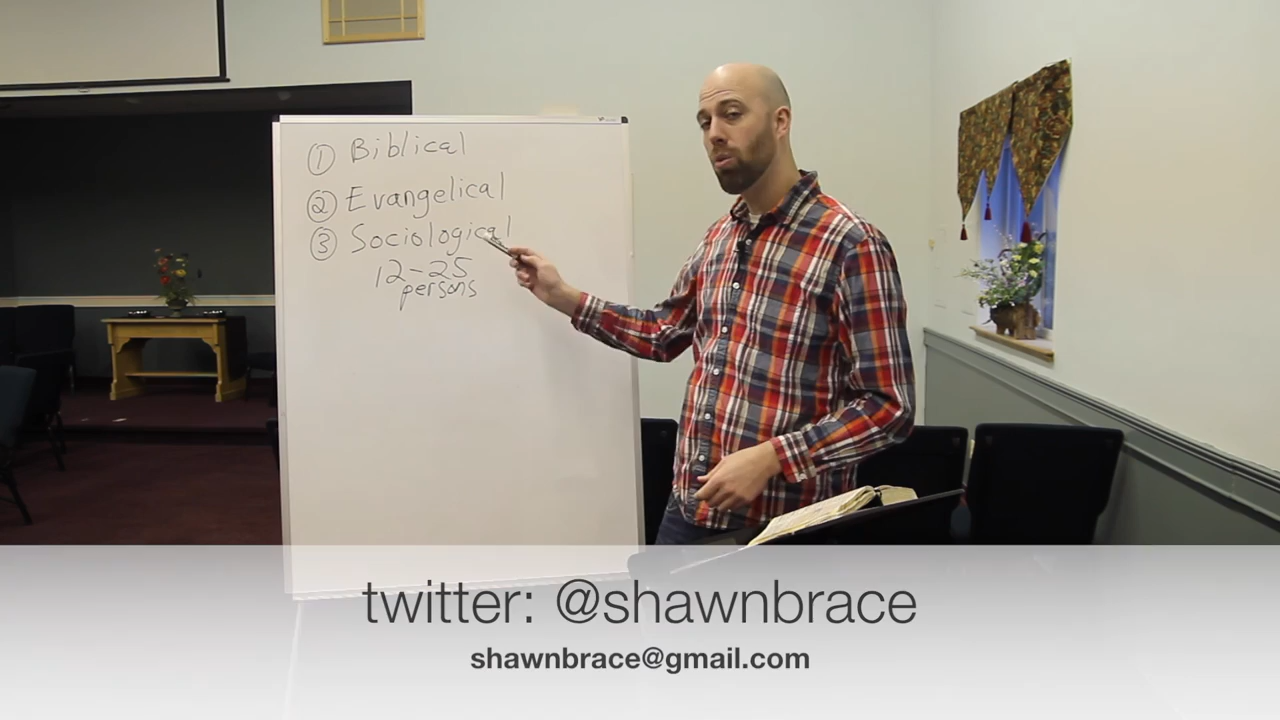 ① Biblical
② Evangelical
③ Sociological
12-25
persons
twitter: @shawnbrace
shawnbrace@gmail.com